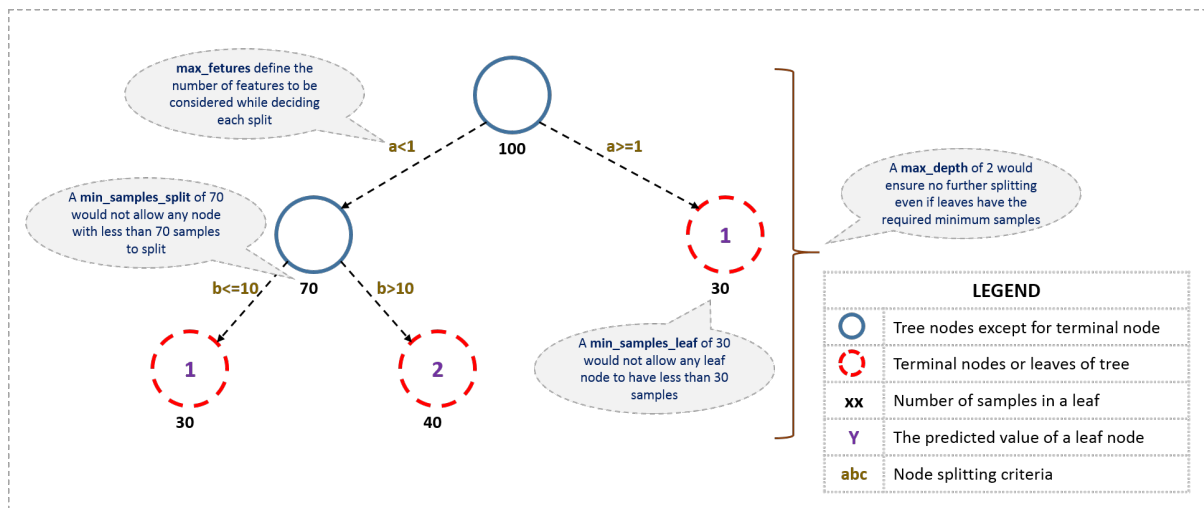 max_fetures define the
number of features to be
considered while deciding
each split
a<1
100
a>=1
A min_samples_split of 70
would not allow any node
with less than 70 samples
to split
1
A max_depth of 2 would
ensure no further splitting
even if leaves have the
required minimum samples
b<=10
70
b>10
30
1
30
2
40
A min_samples_leaf of 30
would not allow any leaf
node to have less than 30
samples
LEGEND
Tree nodes except for terminal node
Terminal nodes or leaves of tree
xx Number of samples in a leaf
Y The predicted value of a leaf node
abc Node splitting criteria